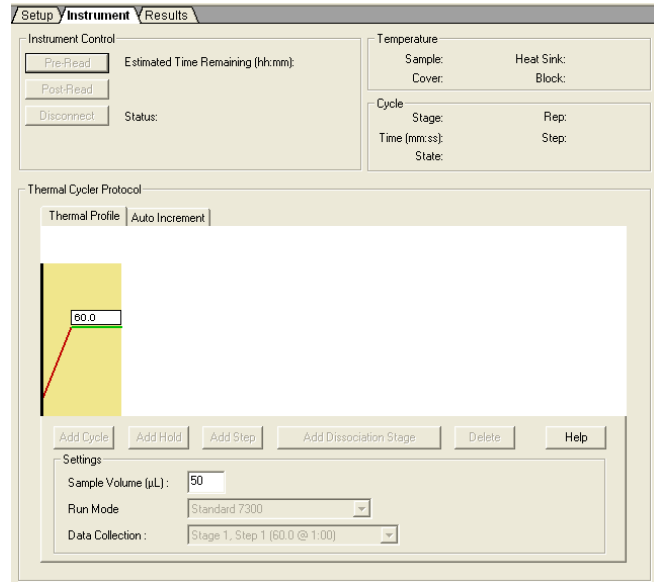 Setup Instrument Results
Instrument Control
Pre-Read Estimated Time Remaining (hh:mm):
Post-Read
Disconnect Status:
Temperature
Sample: Heat Sink:
Cover: Block:
Cycle
Stage: Rep:
Time (mm:ss): Step:
State:
Thermal Cycler Protocol
Thermal Profile Auto Increment
60.0
Add Cycle Add Hold Add Step Add Dissociation Stage Delete Help
Settings
Sample Volume (µL) : 50
Run Mode Standard 7300
Data Collection : Stage 1, Step 1 (60.0 @ 1:00)